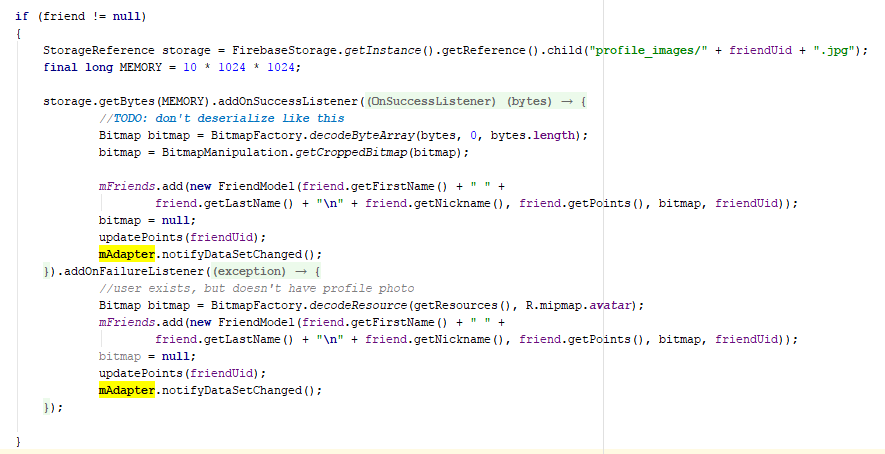 if (friend != null)
{
StorageReference storage = FirebaseStorage.getInstance().getReference().child("profile_images/" + friendUid + ".jpg");
final long MEMORY = 10 * 1024 * 1024;
storage.getBytes(MEMORY).addOnSuccessListener((OnSuccessListener) (bytes) → {
//TODO: don't deserialize like this
Bitmap bitmap = BitmapFactory.decodeByteArray(bytes, 0, bytes.length);
bitmap = BitmapManipulation.getCroppedBitmap(bitmap);
mFriends.add(new FriendModel(friend.getFirstName() + " " +
friend.getLastName() + "\n" + friend.getNickname(), friend.getPoints(), bitmap, friendUid));
bitmap = null;
updatePoints(friendUid);
mAdapter.notifyDataSetChanged();
}).addOnFailureListener((exception) → {
//user exists, but doesn't have profile photo
Bitmap bitmap = BitmapFactory.decodeResource(getResources(), R.mipmap.avatar);
mFriends.add(new FriendModel(friend.getFirstName() + " " +
friend.getLastName() + "\n" + friend.getNickname(), friend.getPoints(), bitmap, friendUid));
bitmap = null;
updatePoints(friendUid);
mAdapter.notifyDataSetChanged();
});
}